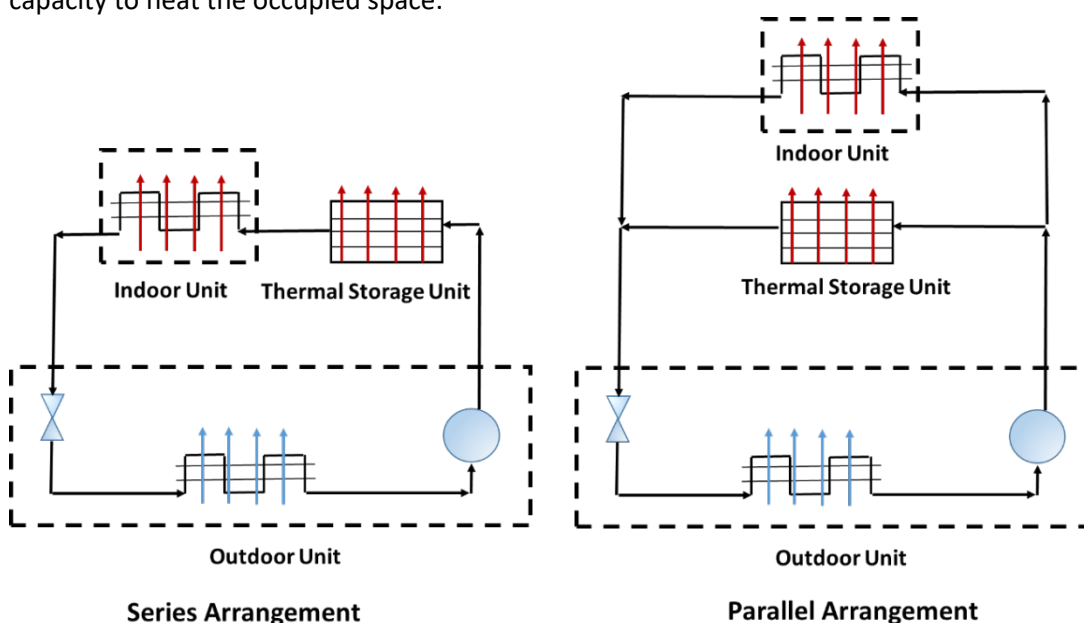 capacity to heat the occupied space.
Indoor Unit
Thermal Storage Unit
Outdoor Unit
Series Arrangement
Indoor Unit
Thermal Storage Unit
Outdoor Unit
Parallel Arrangement